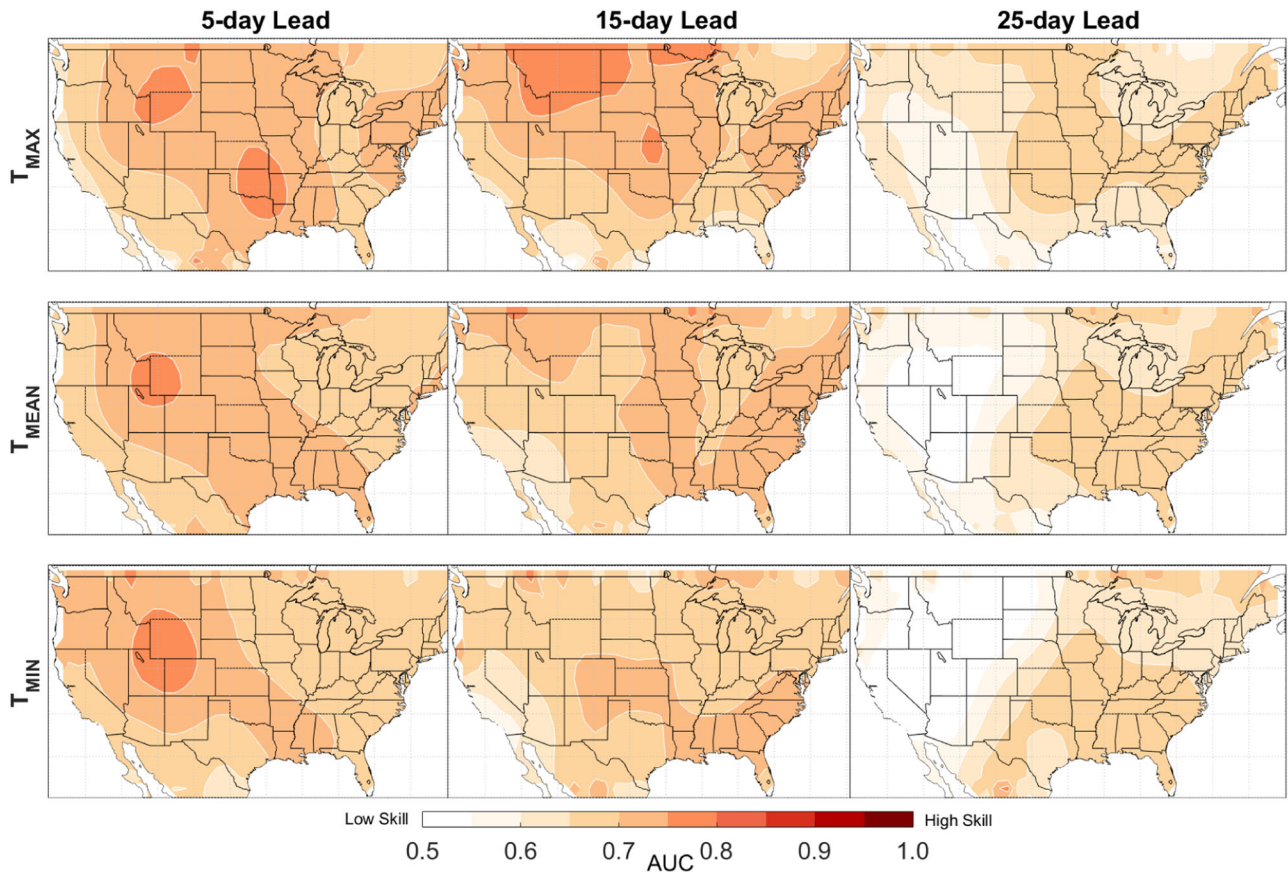 5-day Lead 15-day Lead 25-day Lead
TMAX
TMEAN
TMIN
Low Skill High Skill
0.5 0.6 0.7 0.8 0.9 1.0
AUC